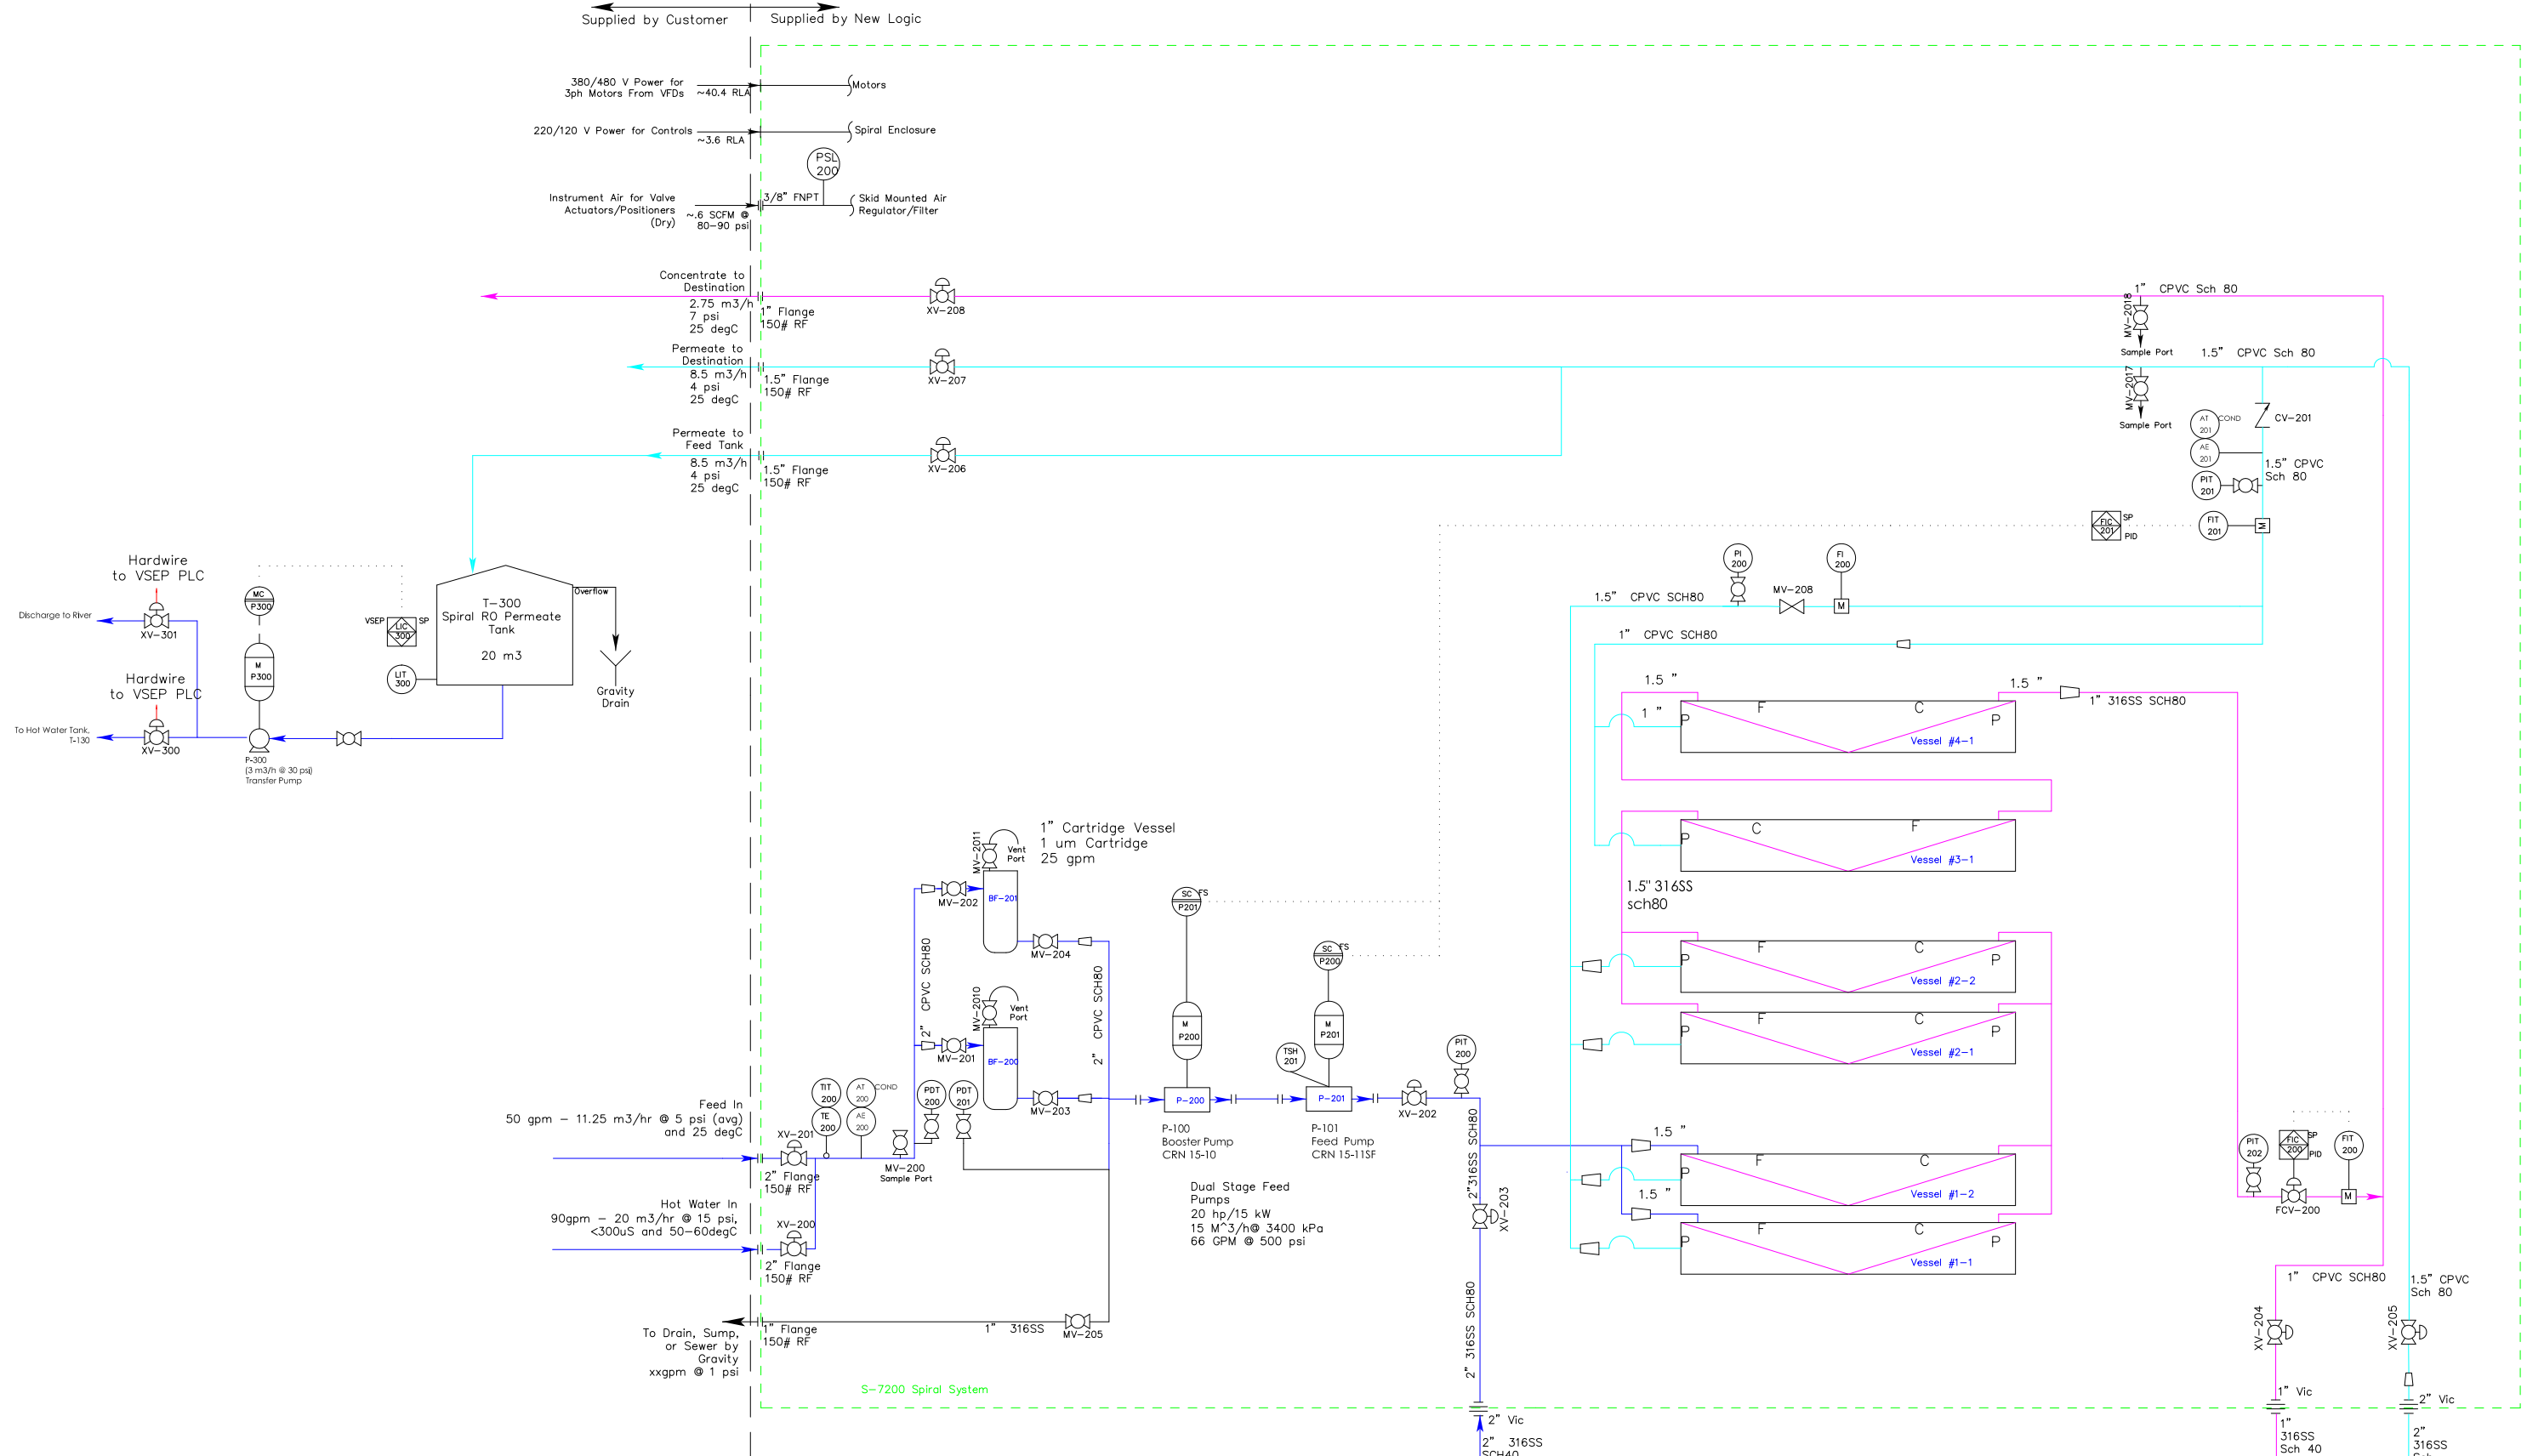 Supplied by Customer
Supplied by New Logic
380/480 V Power for
3ph Motors From VFDs
~40.4 RLA
Motors
220/120 V Power for Controls
~3.6 RLA
Spiral Enclosure
PSL
200
Instrument Air for Valve
Actuators/Positioners
(Dry)
~.6 SCFM @
80-90 psi
3/8" FNPT
Skid Mounted Air
Regulator/Filter
Concentrate to
Destination
2.75 m3/h
7 psi
25 degC
1" Flange
150# RF
XV-208
1" CPVC Sch 80
MV-2018
Sample Port
Permeate to
Destination
8.5 m3/h
4 psi
25 degC
1.5" Flange
150# RF
XV-207
1.5" CPVC Sch 80
MV-2017
Sample Port
Permeate to
Feed Tank
8.5 m3/h
4 psi
25 degC
1.5" Flange
150# RF
XV-206
CV-201
AT
201
COND
AE
201
1.5" CPVC
Sch 80
PIT
201
FIC
201
SP
PID
FIT
201
M
Hardwire
to VSEP PLC
Discharge to River
XV-301
MC
P300
M
P300
VSEP
LIC
300
SP
LIT
300
T-300
Spiral RO Permeate
Tank
20 m3
Overflow
Gravity
Drain
Hardwire
to VSEP PLC
To Hot Water Tank,
T-130
XV-300
P-300
(3 m3/h @ 30 psi)
Transfer Pump
PI
200
MV-208
FI
200
M
1.5" CPVC SCH80
1" CPVC SCH80
1.5 "
1 "
F
C
P
P
Vessel #4-1
1.5 "
1" 316SS SCH80
C
F
P
Vessel #3-1
1.5" 316SS
sch80
F
C
P
P
Vessel #2-2
F
C
P
P
Vessel #2-1
1.5 "
F
C
P
P
Vessel #1-2
1.5 "
F
C
P
P
Vessel #1-1
1" Cartridge Vessel
1 um Cartridge
25 gpm
MV-2011
Vent
Port
BF-201
MV-202
MV-204
2" CPVC SCH80
2" CPVC SCH80
MV-2010
Vent
Port
BF-200
MV-201
MV-203
SC
P201
FS
M
P200
P-200
P-100
Booster Pump
CRN 15-10
SC
P200
FS
M
P201
TSH
201
P-201
P-101
Feed Pump
CRN 15-11SF
Dual Stage Feed
Pumps
20 hp/15 kW
15 M^3/h@ 3400 kPa
66 GPM @ 500 psi
XV-202
PIT
200
2"316SS SCH80
XV-203
2" 316SS SCH80
2" Vic
2" 316SS
SCH40
Feed In
50 gpm - 11.25 m3/hr @ 5 psi (avg)
and 25 degC
XV-201
2" Flange
150# RF
TIT
200
TE
200
AT
200
COND
AE
200
MV-200
Sample Port
PDT
200
PDT
201
Hot Water In
90gpm - 20 m3/hr @ 15 psi,
<300uS and 50-60degC
XV-200
2" Flange
150# RF
To Drain, Sump,
or Sewer by
Gravity
xxgpm @ 1 psi
1" Flange
150# RF
1" 316SS
MV-205
S-7200 Spiral System
PIT
202
FIC
200
SP
PID
FCV-200
FIT
200
M
1" CPVC SCH80
XV-204
1" Vic
1"
316SS
Sch 40
1.5" CPVC
Sch 80
XV-205
2" Vic
2"
316SS